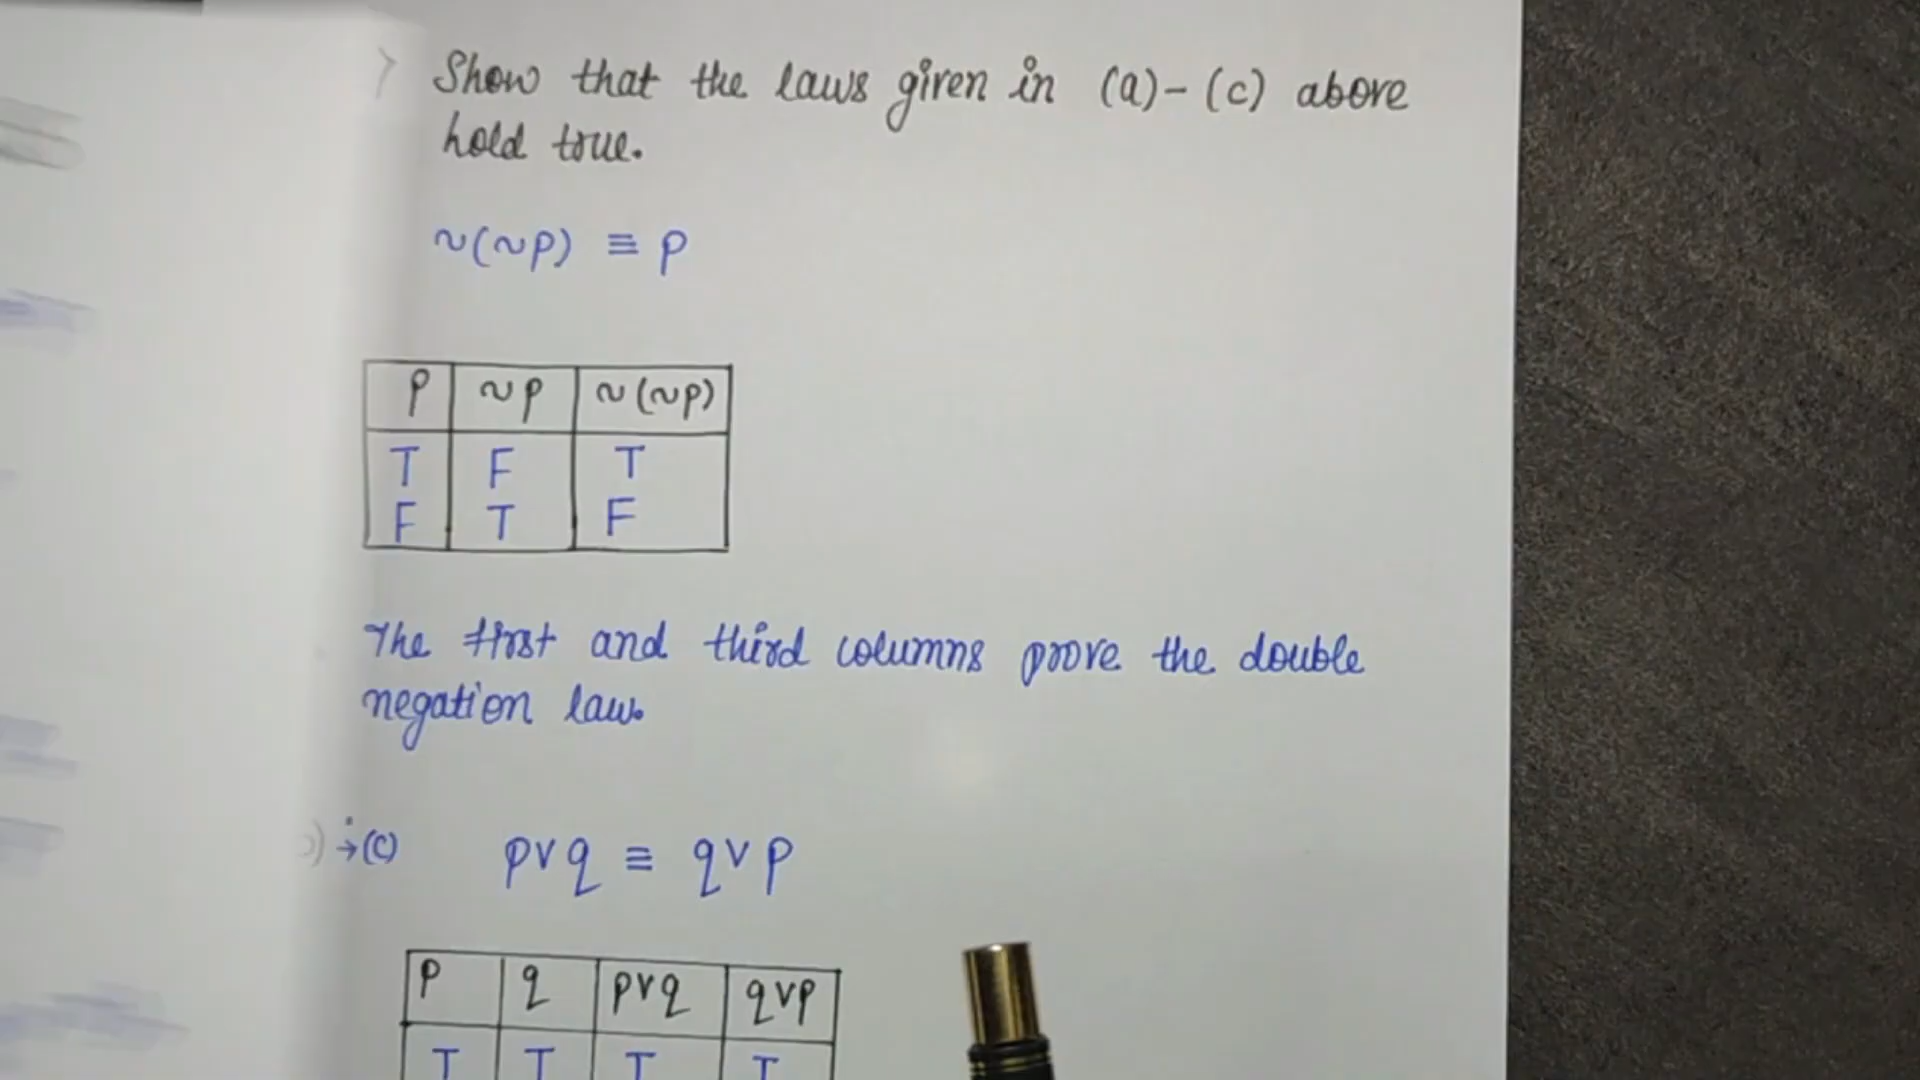 Show that the laws given in (a)-(c) above
hold true.
~(~p) ≡ p
p ~p ~(~p)
T F T
F T F
The first and third columns prove the double
negation law.
→(c) p∨q ≡ q∨p
p q p∨q q∨p
T T T T